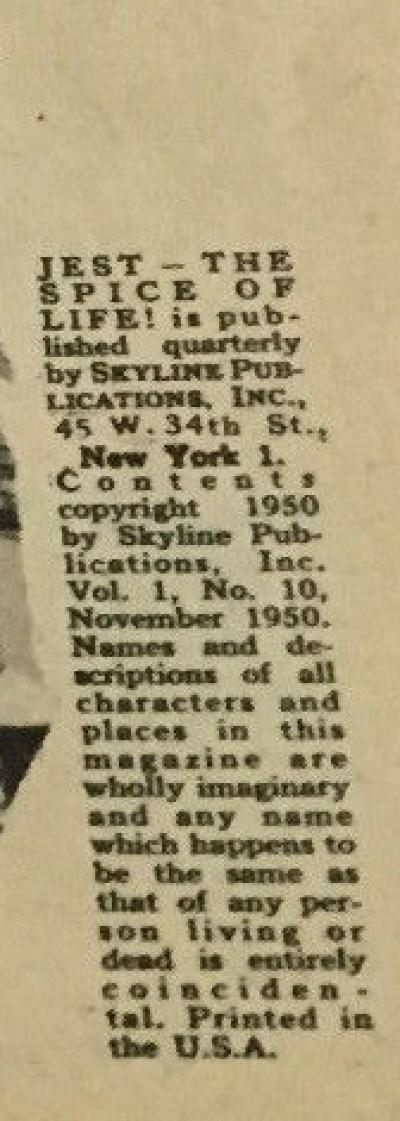 JEST – THE
SPICE OF
LIFE! is pub-
lished quarterly
by SKYLINE PUB-
LICATIONS, INC.,
45 W. 34th St.,
New York 1.
Contents
copyright 1950
by Skyline Pub-
lications, Inc.
Vol. 1, No. 10,
November 1950.
Names and de-
scriptions of all
characters and
places in this
magazine are
wholly imaginary
and any name
which happens to
be the same as
that of any per-
son living or
dead is entirely
coinciden-
tal. Printed in
the U.S.A.